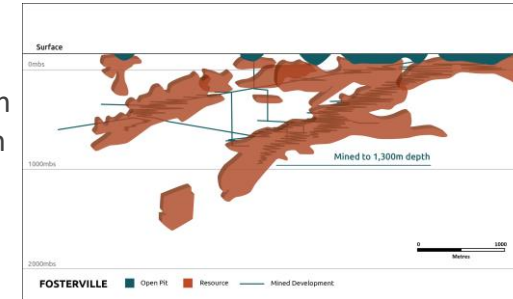 Surface
0mbs
Mined to 1,300m depth
1000mbs
0 1000
Metres
2000mbs
FOSTERVILLE Open Pit Resource Mined Development